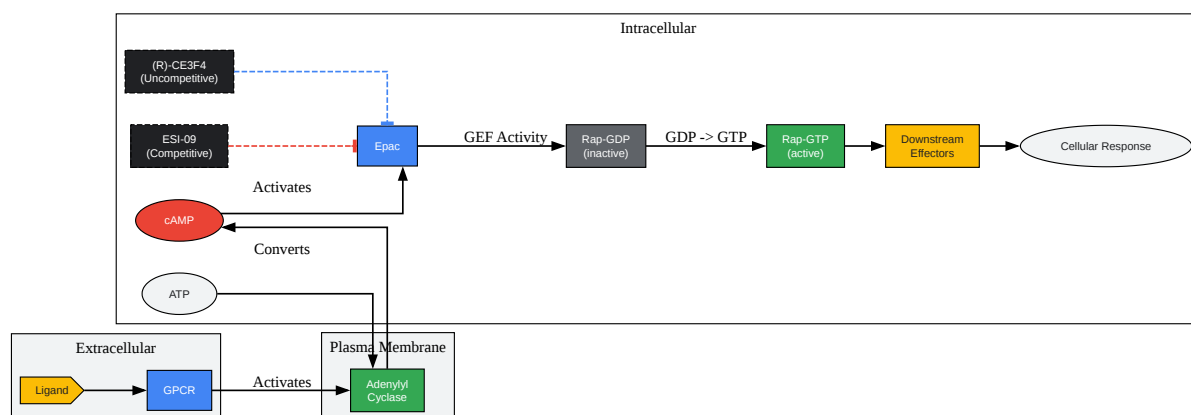 Intracellular
(R)-CE3F4
(Uncompetitive)
ESI-09
(Competitive)
Epac
GEF Activity
Rap-GDP
(inactive)
GDP -> GTP
Rap-GTP
(active)
Downstream
Effectors
Cellular Response
Activates
cAMP
Converts
ATP
Extracellular
Plasma Membrane
Ligand
GPCR
Activates
Adenylyl
Cyclase